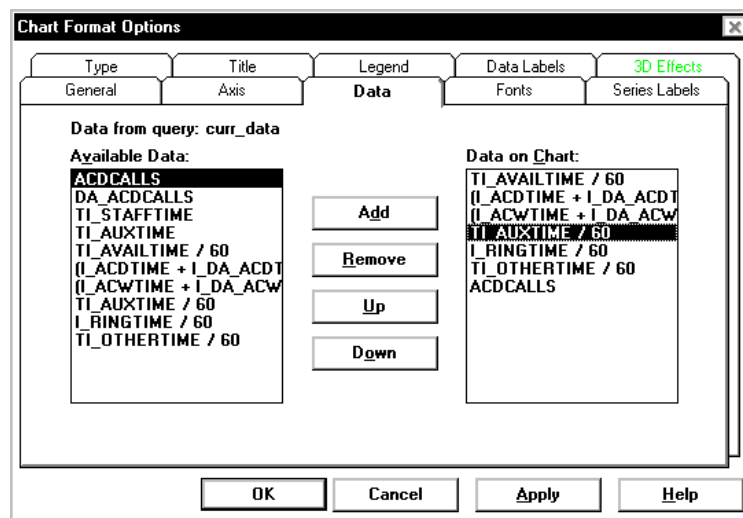 Chart Format Options
Type Title Legend Data Labels 3D Effects
General Axis Data Fonts Series Labels
Data from query: curr_data
Available Data:
ACDCALLS
DA_ACDCALLS
TI_STAFFTIME
TI_AUXTIME
TI_AVAILTIME / 60
(I_ACDTIME + I_DA_ACDT
(I_ACWTIME + I_DA_ACW
TI_AUXTIME / 60
I_RINGTIME / 60
TI_OTHERTIME / 60
Add
Remove
Up
Down
Data on Chart:
TI_AVAILTIME / 60
(I_ACDTIME + I_DA_ACDT
(I_ACWTIME + I_DA_ACW
TI_AUXTIME / 60
I_RINGTIME / 60
TI_OTHERTIME / 60
ACDCALLS
OK Cancel Apply Help